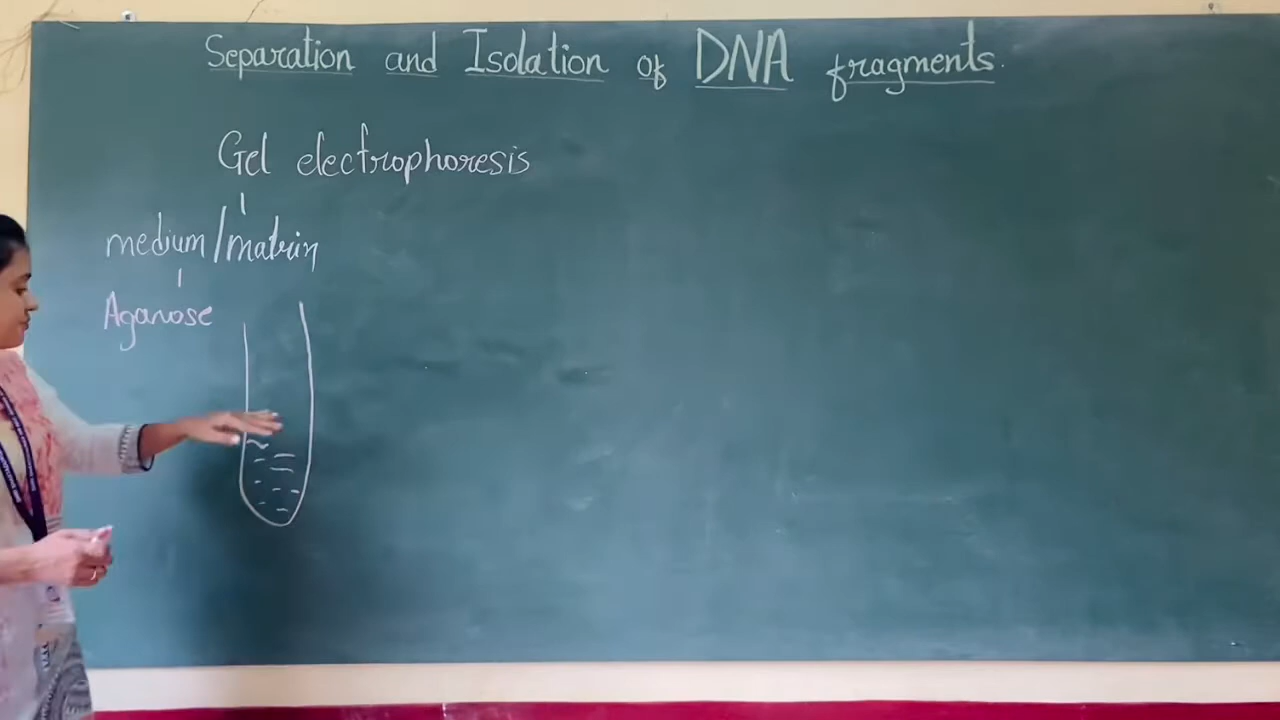 Separation and Isolation of DNA fragments.
Gel electrophoresis
medium/matrix
Agarose